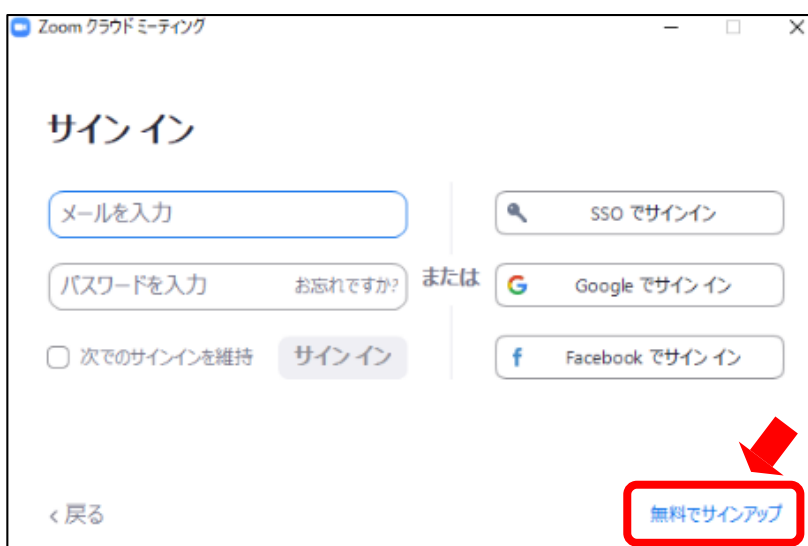 Zoom クラウド ミーティング
サイン イン
メールを入力
パスワードを入力 お忘れですか?
次でのサインインを維持 サイン イン
または
SSO でサインイン
Google でサイン イン
Facebook でサイン イン
<戻る
無料でサインアップ